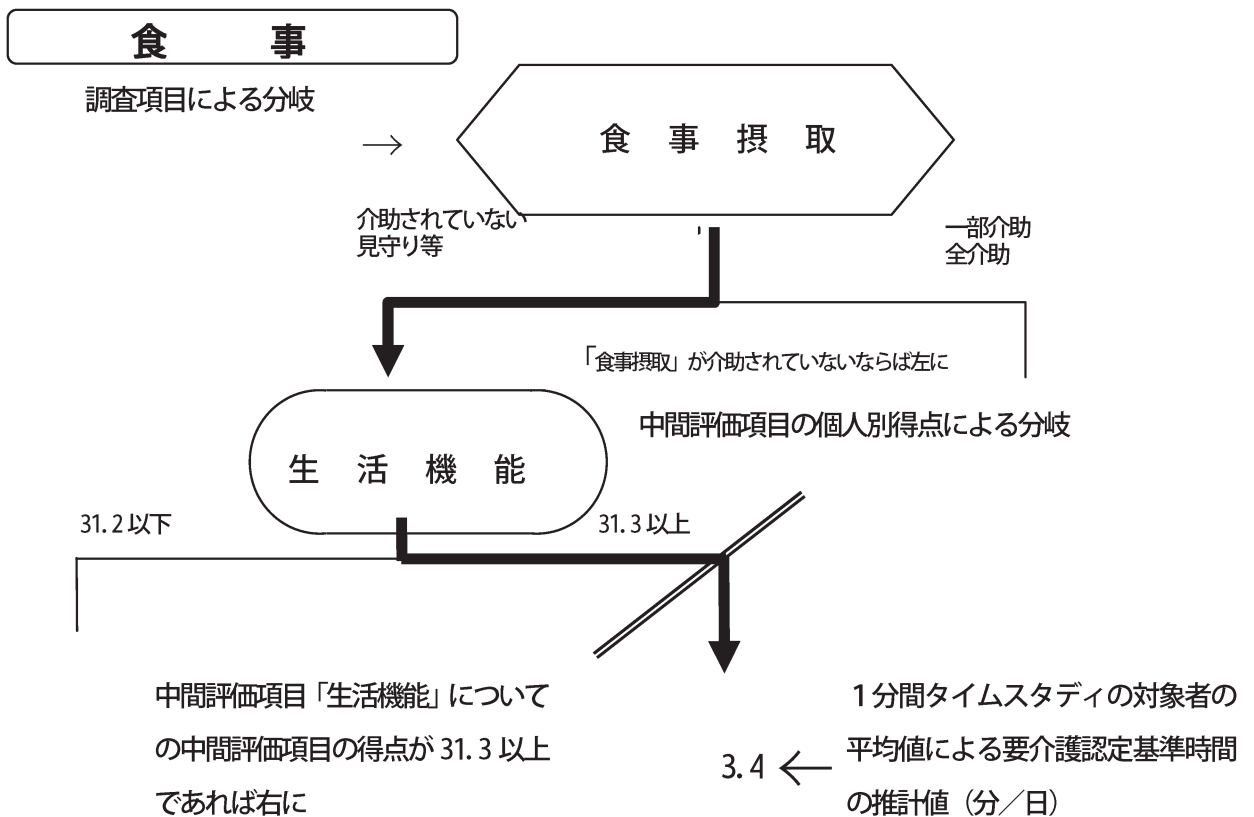 食 事
調査項目による分岐
→
食 事 摂 取
介助されていない
見守り等
一部介助
全介助
「食事摂取」が介助されていないならば左に
中間評価項目の個人別得点による分岐
生 活 機 能
31.2以下
31.3以上
中間評価項目「生活機能」について
の中間評価項目の得点が 31.3 以上
であれば右に
3.4 ←
1分間タイムスタディの対象者の
平均値による要介護認定基準時間
の推計値（分／日）